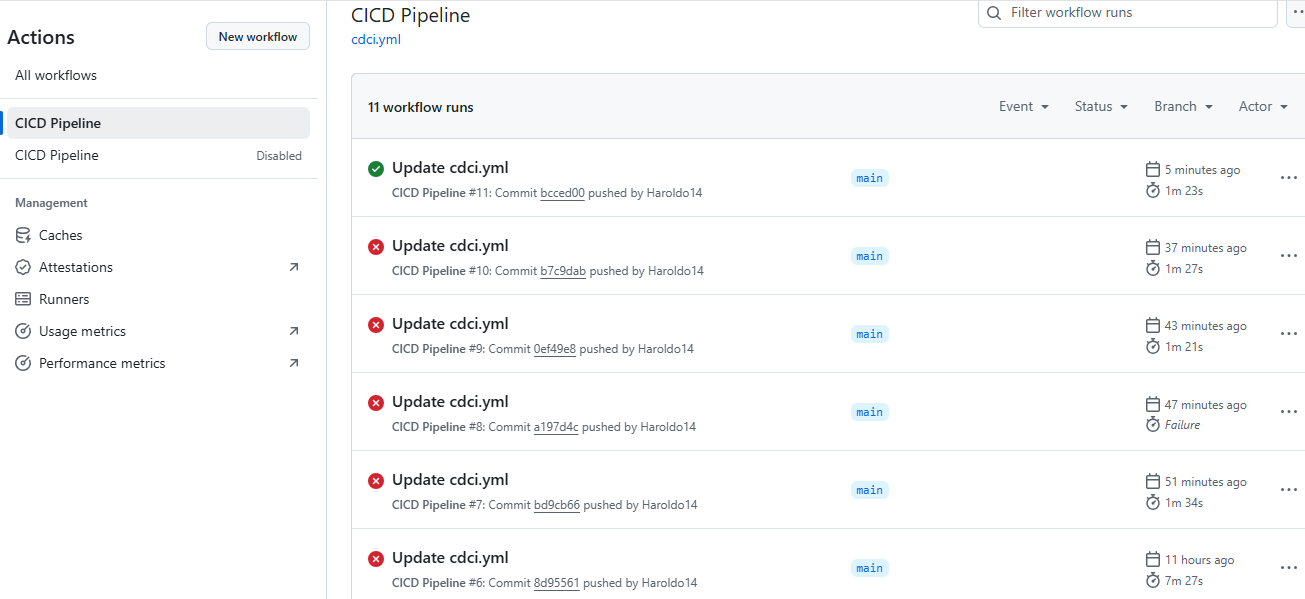 Actions
New workflow
All workflows
CICD Pipeline
CICD Pipeline Disabled
Management
Caches
Attestations
Runners
Usage metrics
Performance metrics
CICD Pipeline
cdci.yml
Filter workflow runs
11 workflow runs
Event Status Branch Actor
Update cdci.yml
CICD Pipeline #11: Commit bcced00 pushed by Haroldo14
main
5 minutes ago
1m 23s
Update cdci.yml
CICD Pipeline #10: Commit b7c9dab pushed by Haroldo14
main
37 minutes ago
1m 27s
Update cdci.yml
CICD Pipeline #9: Commit 0ef49e8 pushed by Haroldo14
main
43 minutes ago
1m 21s
Update cdci.yml
CICD Pipeline #8: Commit a197d4c pushed by Haroldo14
main
47 minutes ago
Failure
Update cdci.yml
CICD Pipeline #7: Commit bd9cb66 pushed by Haroldo14
main
51 minutes ago
1m 34s
Update cdci.yml
CICD Pipeline #6: Commit 8d95561 pushed by Haroldo14
main
11 hours ago
7m 27s